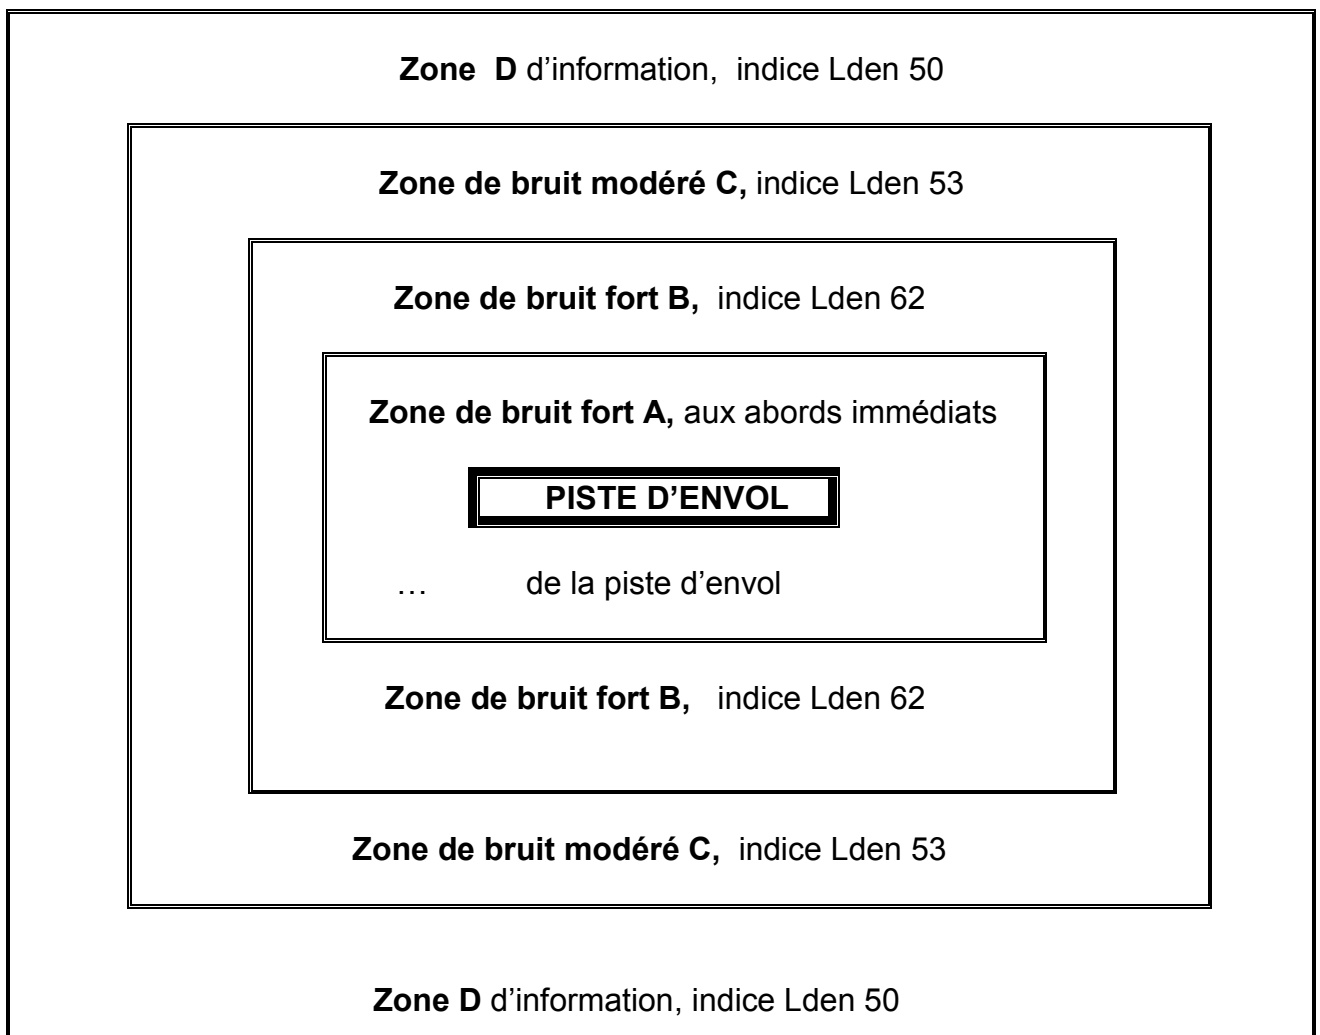 Zone D d’information, indice Lden 50
Zone de bruit modéré C, indice Lden 53
Zone de bruit fort B, indice Lden 62
Zone de bruit fort A, aux abords immédiats
PISTE D’ENVOL
… de la piste d’envol
Zone de bruit fort B, indice Lden 62
Zone de bruit modéré C, indice Lden 53
Zone D d’information, indice Lden 50